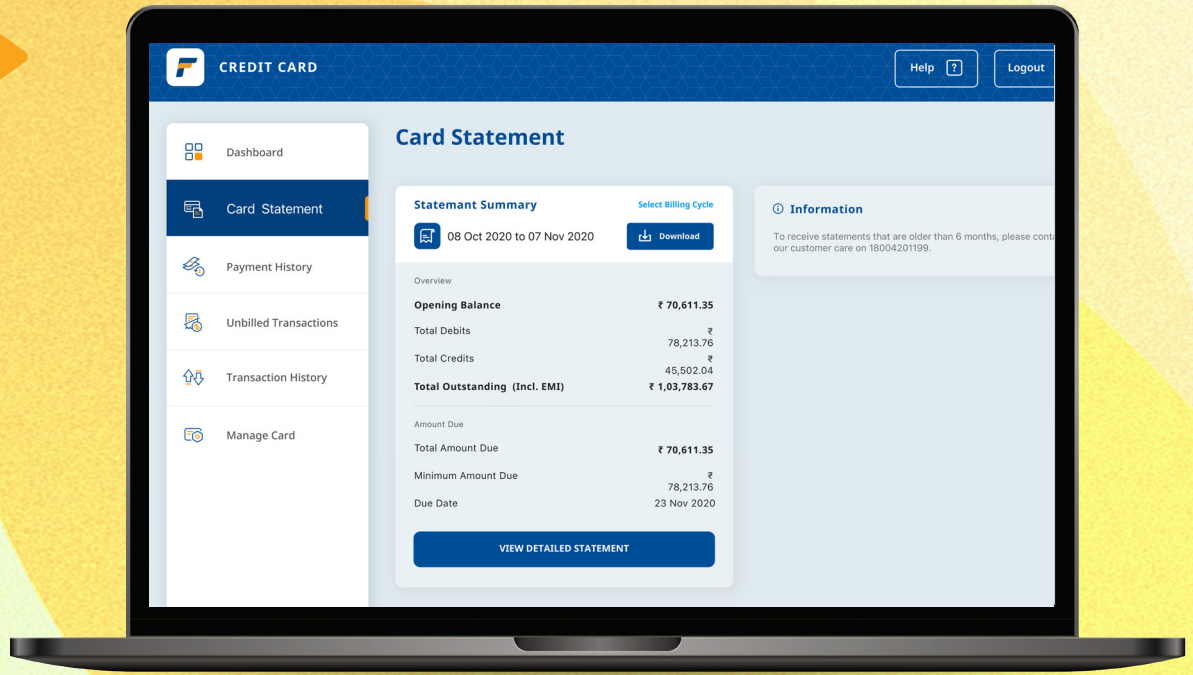 CREDIT CARD
Help ?
Logout
Dashboard
Card Statement
Payment History
Unbilled Transactions
Transaction History
Manage Card
Card Statement
Statemant Summary
Select Billing Cycle
08 Oct 2020 to 07 Nov 2020
Download
Overview
Opening Balance ₹ 70,611.35
Total Debits ₹
78,213.76
Total Credits ₹
45,502.04
Total Outstanding (Incl. EMI) ₹ 1,03,783.67
Amount Due
Total Amount Due ₹ 70,611.35
Minimum Amount Due ₹
78,213.76
Due Date 23 Nov 2020
VIEW DETAILED STATEMENT
Information
To receive statements that are older than 6 months, please
our customer care on 18004201199.